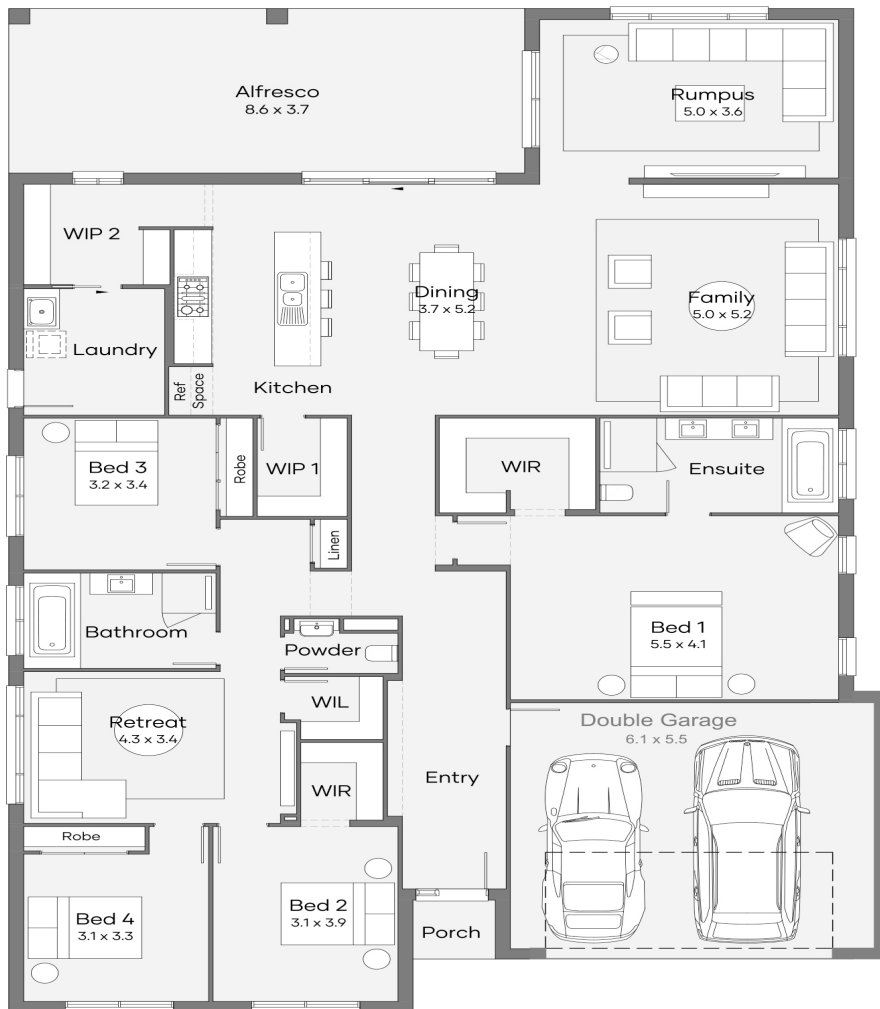 Alfresco
8.6 x 3.7
Rumpus
5.0 x 3.6
WIP 2
Dining
3.7 x 5.2
Family
5.0 x 5.2
Laundry
Ref
Space
Kitchen
Bed 3
3.2 x 3.4
Robe
WIP 1
WIR
Ensuite
Linen
Bathroom
Powder
Bed 1
5.5 x 4.1
WIL
Retreat
4.3 x 3.4
Double Garage
6.1 x 5.5
WIR
Entry
Robe
Bed 4
3.1 x 3.3
Bed 2
3.1 x 3.9
Porch